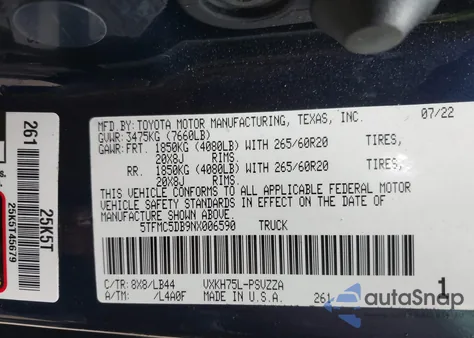 MFD.BY: TOYOTA MOTOR MANUFACTURING, TEXAS, INC. 07/22
GVWR: 3475KG (7660LB)
GAWR: FRT. 1850KG (4080LB) WITH 265/60R20 TIRES,
20X8J RIMS
RR. 1850KG (4080LB) WITH 265/60R20 TIRES,
20X8J RIMS
THIS VEHICLE CONFORMS TO ALL APPLICABLE FEDERAL MOTOR
VEHICLE SAFETY STANDARDS IN EFFECT ON THE DATE OF
MANUFACTURE SHOWN ABOVE.
5TFMC5DB9NX006590 TRUCK
C/TR: 8X8/LB44 VXKH75L-PSVZZA
A/TM: /L4A0F MADE IN U.S.A. 261
1
261
25K5T
25K5T45679
autoSnap